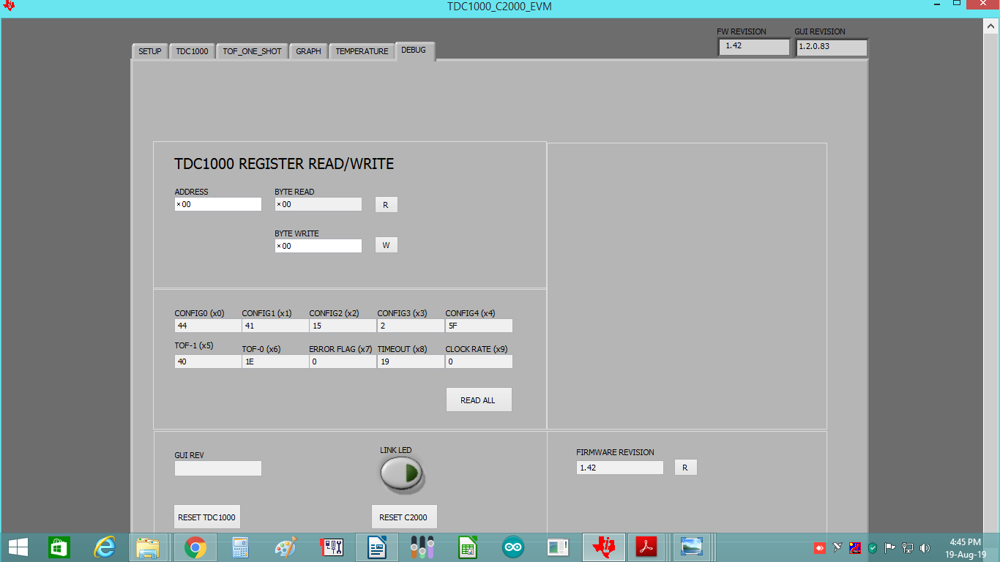 TDC1000_C2000_EVM
FW REVISION GUI REVISION
1.42 1.2.0.83
SETUP TDC1000 TOF_ONE_SHOT GRAPH TEMPERATURE DEBUG
TDC1000 REGISTER READ/WRITE
ADDRESS BYTE READ
×00 ×00 R
BYTE WRITE
×00 W
CONFIG0 (x0) CONFIG1 (x1) CONFIG2 (x2) CONFIG3 (x3) CONFIG4 (x4)
44 41 15 2 5F
TOF-1 (x5) TOF-0 (x6) ERROR FLAG (x7) TIMEOUT (x8) CLOCK RATE (x9)
40 1E 0 19 0
READ ALL
GUI REV LINK LED FIRMWARE REVISION
1.42 R
RESET TDC1000 RESET C2000
4:45 PM
19-Aug-19